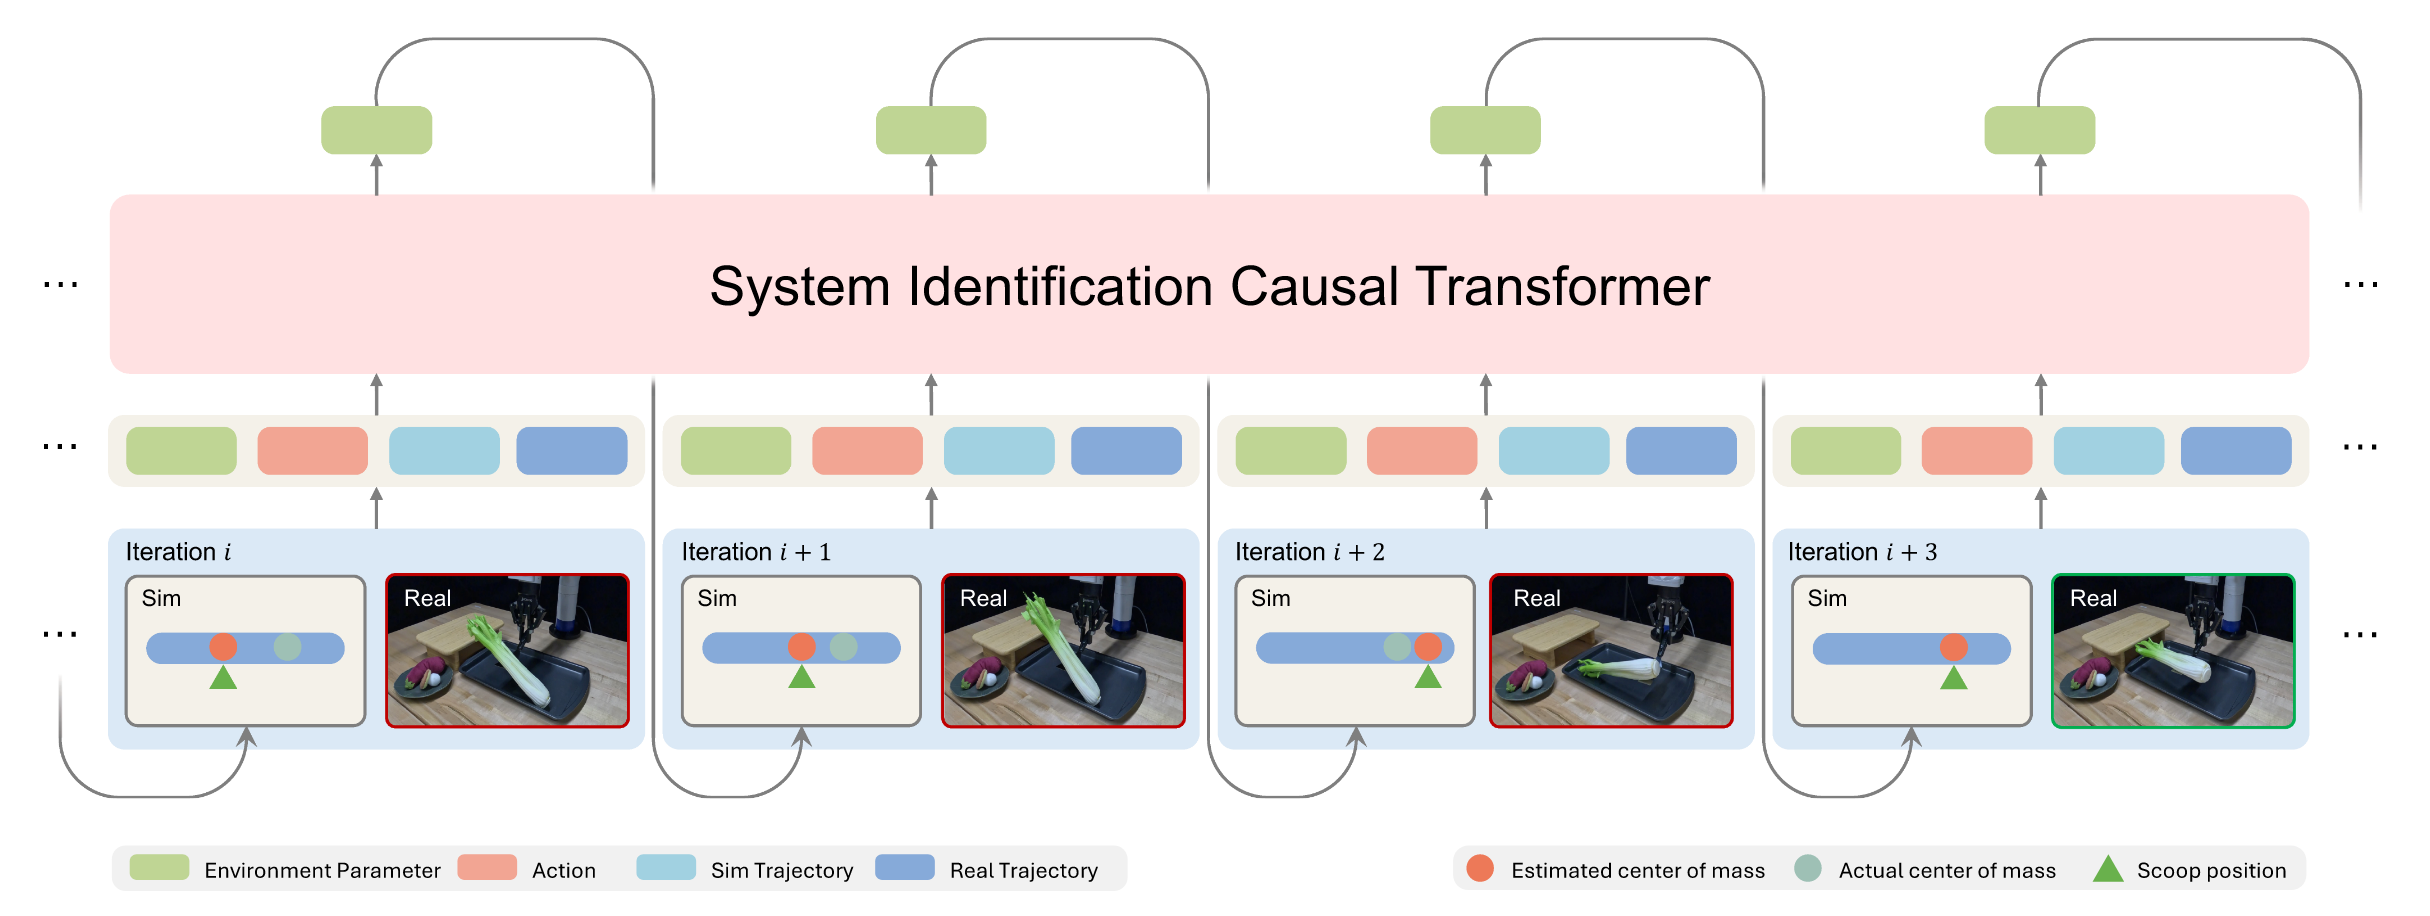 System Identification Causal Transformer
...
...
...
...
Iteration i
Iteration i + 1
Iteration i + 2
Iteration i + 3
Sim
Real
Sim
Real
Sim
Real
Sim
Real
...
...
Environment Parameter
Action
Sim Trajectory
Real Trajectory
Estimated center of mass
Actual center of mass
Scoop position